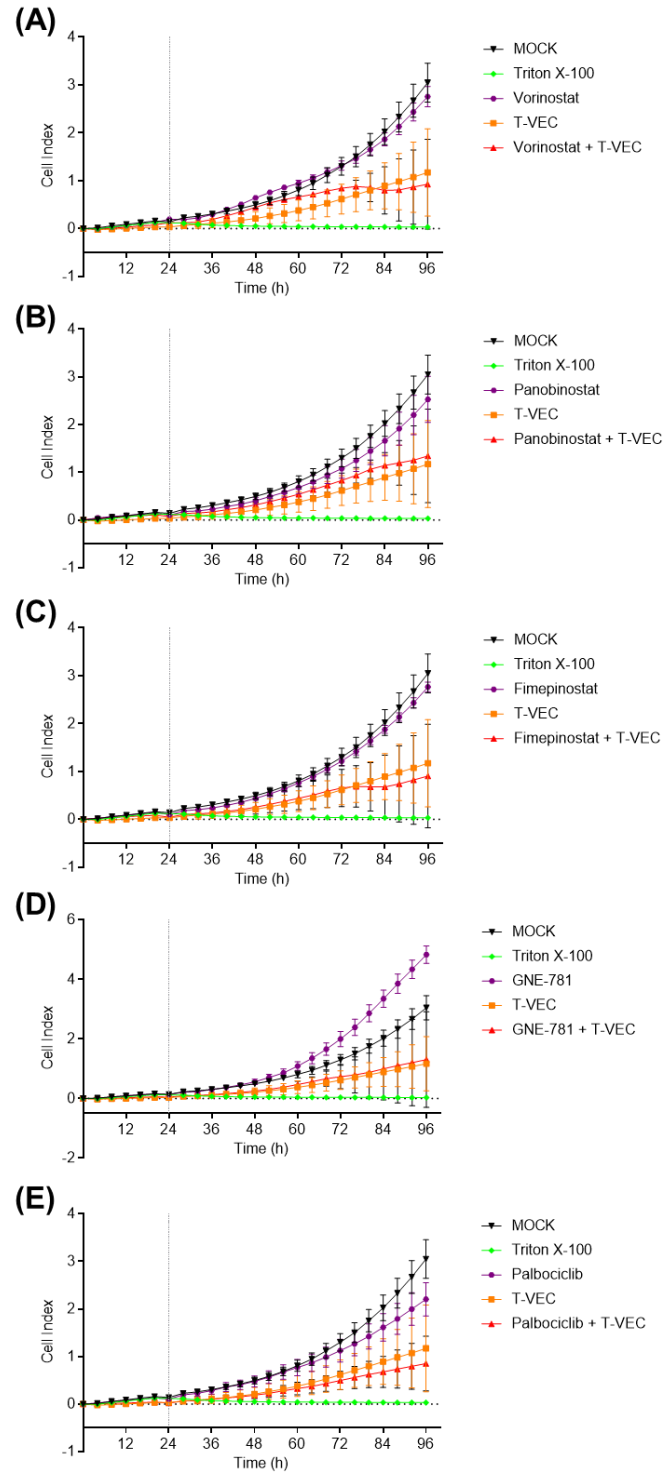 (A)
4
3
2
1
0
-1
Cell Index
12 24 36 48 60 72 84 96
Time (h)
MOCK
Triton X-100
Vorinostat
T-VEC
Vorinostat + T-VEC
(B)
4
3
2
1
0
-1
Cell Index
12 24 36 48 60 72 84 96
Time (h)
MOCK
Triton X-100
Panobinostat
T-VEC
Panobinostat + T-VEC
(C)
4
3
2
1
0
-1
Cell Index
12 24 36 48 60 72 84 96
Time (h)
MOCK
Triton X-100
Fimepinostat
T-VEC
Fimepinostat + T-VEC
(D)
6
4
2
0
-2
Cell Index
12 24 36 48 60 72 84 96
Time (h)
MOCK
Triton X-100
GNE-781
T-VEC
GNE-781 + T-VEC
(E)
4
3
2
1
0
-1
Cell Index
12 24 36 48 60 72 84 96
Time (h)
MOCK
Triton X-100
Palbociclib
T-VEC
Palbociclib + T-VEC